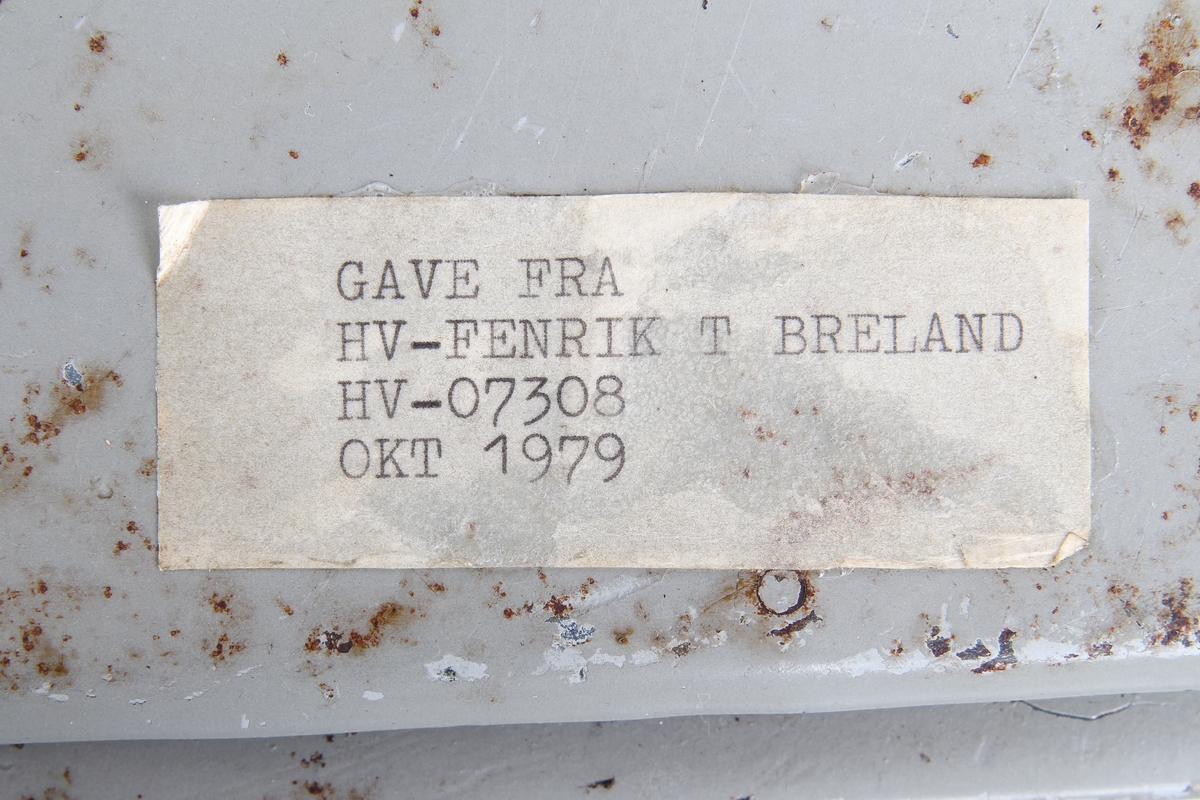 GAVE FRA
HV-FENRIK T BRELAND
HV-07308
OKT 1979